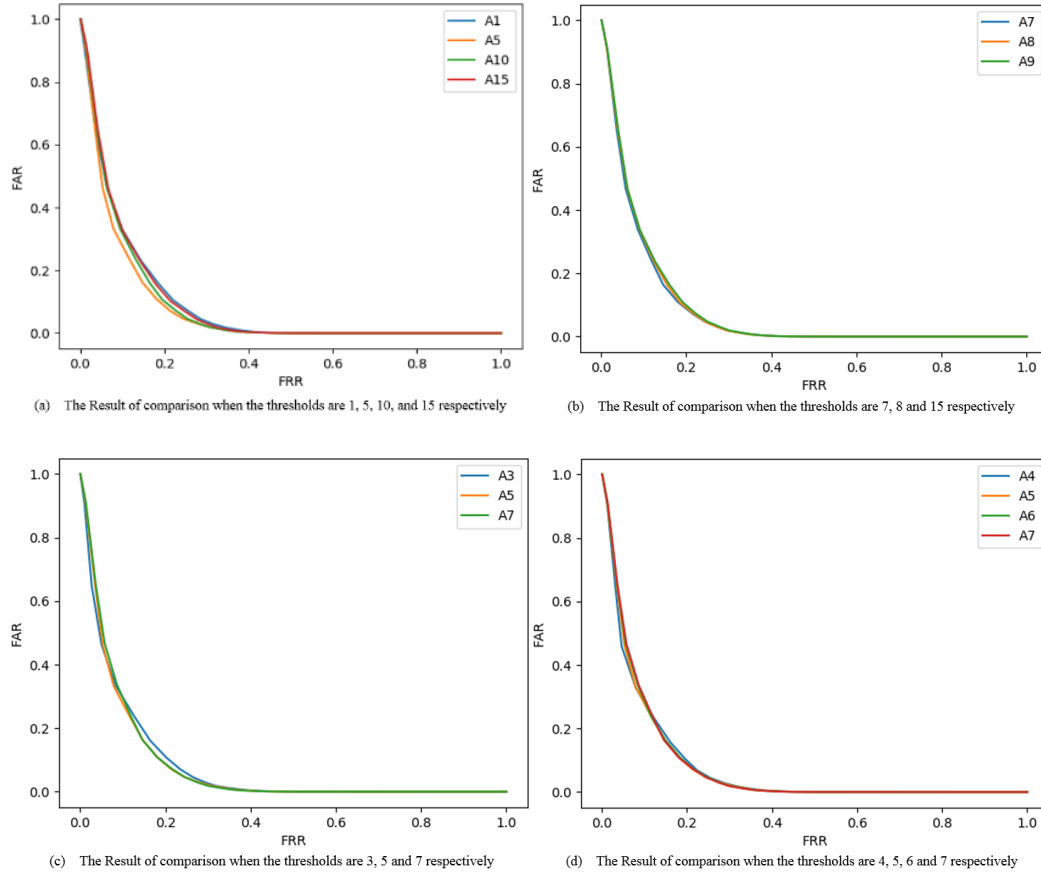 1.0
0.8
0.6
0.4
0.2
0.0
FAR
A1
A5
A10
A15
0.0 0.2 0.4 0.6 0.8 1.0
FRR
(a) The Result of comparison when the thresholds are 1, 5, 10, and 15 respectively
1.0
0.8
0.6
0.4
0.2
0.0
FAR
A7
A8
A9
0.0 0.2 0.4 0.6 0.8 1.0
FRR
(b) The Result of comparison when the thresholds are 7, 8 and 15 respectively
1.0
0.8
0.6
0.4
0.2
0.0
FAR
A3
A5
A7
0.0 0.2 0.4 0.6 0.8 1.0
FRR
(c) The Result of comparison when the thresholds are 3, 5 and 7 respectively
1.0
0.8
0.6
0.4
0.2
0.0
FAR
A4
A5
A6
A7
0.0 0.2 0.4 0.6 0.8 1.0
FRR
(d) The Result of comparison when the thresholds are 4, 5, 6 and 7 respectively